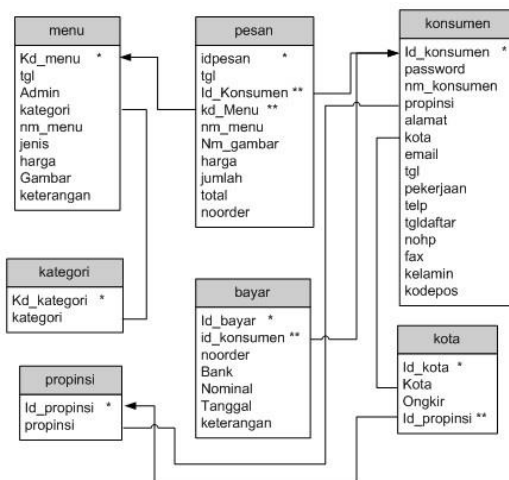 menu
Kd_menu *
tgl
Admin
kategori
nm_menu
jenis
harga
Gambar
keterangan
pesan
idpesan *
tgl
Id_Konsumen **
kd_Menu **
nm_menu
Nm_gambar
harga
jumlah
total
noorder
konsumen
Id_konsumen *
password
nm_konsumen
propinsi
alamat
kota
email
tgl
pekerjaan
telp
tgldaftar
nohp
fax
kelamin
kodepos
kategori
Kd_kategori *
kategori
bayar
Id_bayar *
id_konsumen **
noorder
Bank
Nominal
Tanggal
keterangan
propinsi
Id_propinsi *
propinsi
kota
Id_kota *
Kota
Ongkir
Id_propinsi **